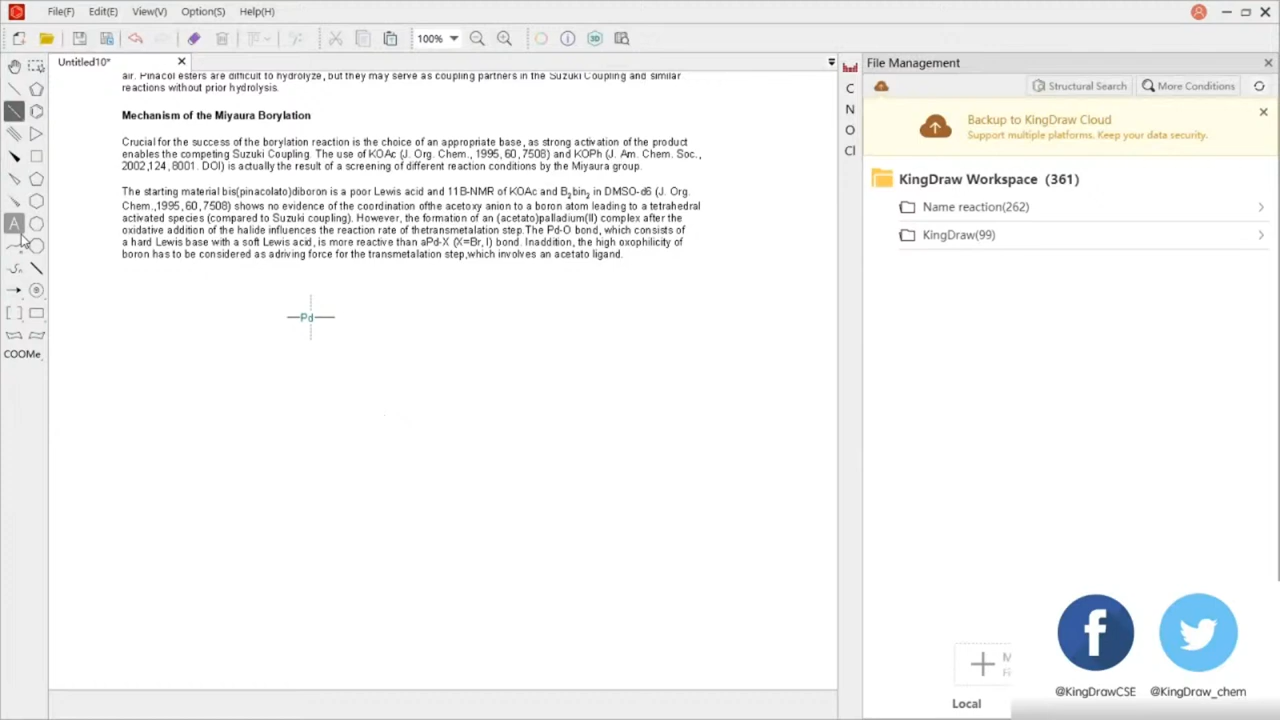 File(F) Edit(E) View(V) Option(S) Help(H)
100%
Untitled10*
air. Pinacol esters are difficult to hydrolyze, but they may serve as coupling partners in the Suzuki Coupling and similar
reactions without prior hydrolysis.
Mechanism of the Miyaura Borylation
Crucial for the success of the borylation reaction is the choice of an appropriate base, as strong activation of the product
enables the competing Suzuki Coupling. The use of KOAc (J. Org. Chem., 1995, 60, 7508) and KOPh (J. Am. Chem. Soc.,
2002,124, 8001. DOI) is actually the result of a screening of different reaction conditions by the Miyaura group.
The starting material bis(pinacolato)diboron is a poor Lewis acid and 11B-NMR of KOAc and B2bin2 in DMSO-d6 (J. Org.
Chem.,1995, 60, 7508) shows no evidence of the coordination ofthe acetoxy anion to a boron atom leading to a tetrahedral
activated species (compared to Suzuki coupling). However, the formation of an (acetato)palladium(II) complex after the
oxidative addition of the halide influences the reaction rate of thetransmetalation step.The Pd-O bond, which consists of
a hard Lewis base with a soft Lewis acid, is more reactive than aPd-X (X=Br, I) bond. Inaddition, the high oxophilicity of
boron has to be considered as adriving force for the transmetalation step,which involves an acetato ligand.
Pd
A
COOMe
C
N
O
Cl
File Management
Structural Search More Conditions
Backup to KingDraw Cloud
Support multiple platforms. Keep your data security.
KingDraw Workspace (361)
Name reaction(262)
KingDraw(99)
Local
@KingDrawCSE @KingDraw_chem